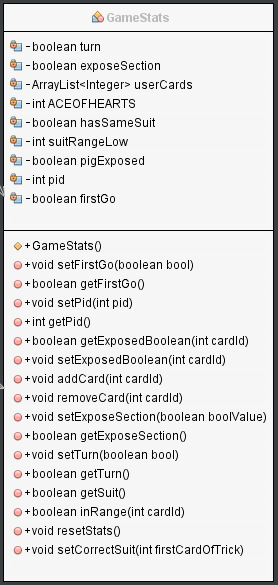 GameStats
-boolean turn
-boolean exposeSection
-ArrayList<Integer> userCards
-int ACEOFHEARTS
-boolean hasSameSuit
-int suitRangeLow
-boolean pigExposed
-int pid
-boolean firstGo
+GameStats()
+void setFirstGo(boolean bool)
+boolean getFirstGo()
+void setPid(int pid)
+int getPid()
+boolean getExposedBoolean(int cardId)
+void setExposedBoolean(int cardId)
+void addCard(int cardId)
+void removeCard(int cardId)
+void setExposeSection(boolean boolValue)
+boolean getExposeSection()
+void setTurn(boolean bool)
+boolean getTurn()
+boolean getSuit()
+boolean inRange(int cardId)
+void resetStats()
+void setCorrectSuit(int firstCardOfTrick)